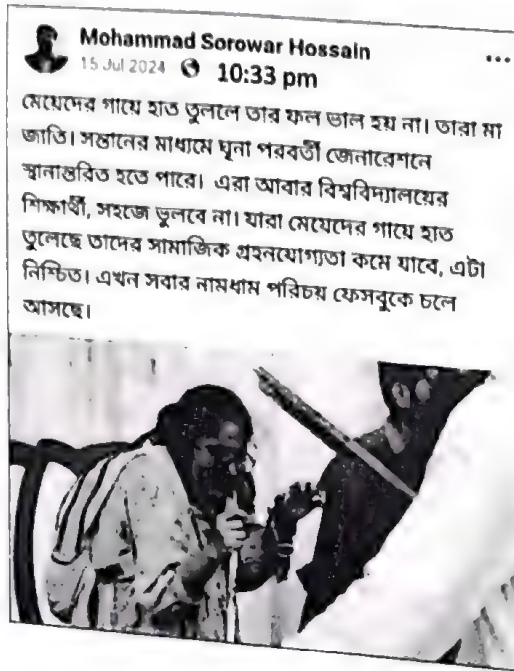 Mohammad Sorowar Hossain
15 Jul 2024 10:33 pm
মেয়েদের গায়ে হাত তুললে তার ফল ভাল হয় না। তারা মা
জাতি। সন্তানের মাধ্যমে ঘৃনা পরবর্তী জেনারেশনে
স্থানান্তরিত হতে পারে। এরা আবার বিশ্ববিদ্যালয়ের
শিক্ষার্থী, সহজে ভুলবে না। যারা মেয়েদের গায়ে হাত
তুলেছে তাদের সামাজিক গ্রহনযোগ্যতা কমে যাবে, এটা
নিশ্চিত। এখন সবার নামধাম পরিচয় ফেসবুকে চলে
আসছে।